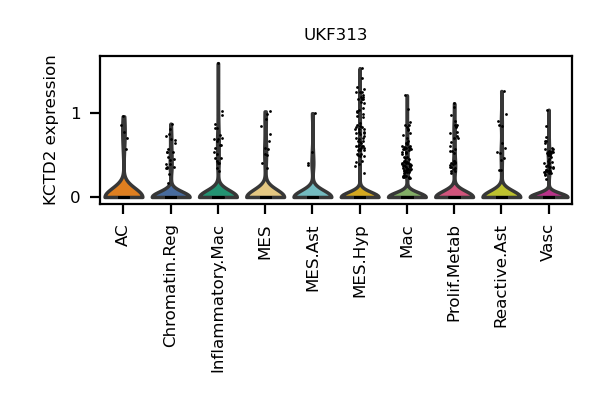 UKF313
KCTD2 expression
1
0
AC
Chromatin.Reg
Inflammatory.Mac
MES
MES.Ast
MES.Hyp
Mac
Prolif.Metab
Reactive.Ast
Vasc